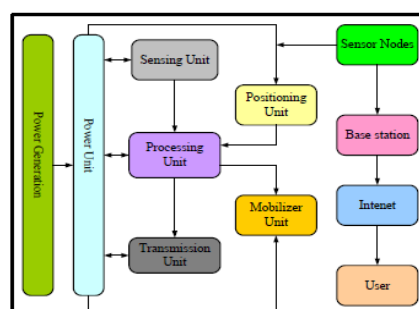 Power Generation
Power Unit
Sensing Unit
Positioning
Unit
Processing
Unit
Mobilizer
Unit
Transmission
Unit
Sensor Nodes
Base station
Intenet
User